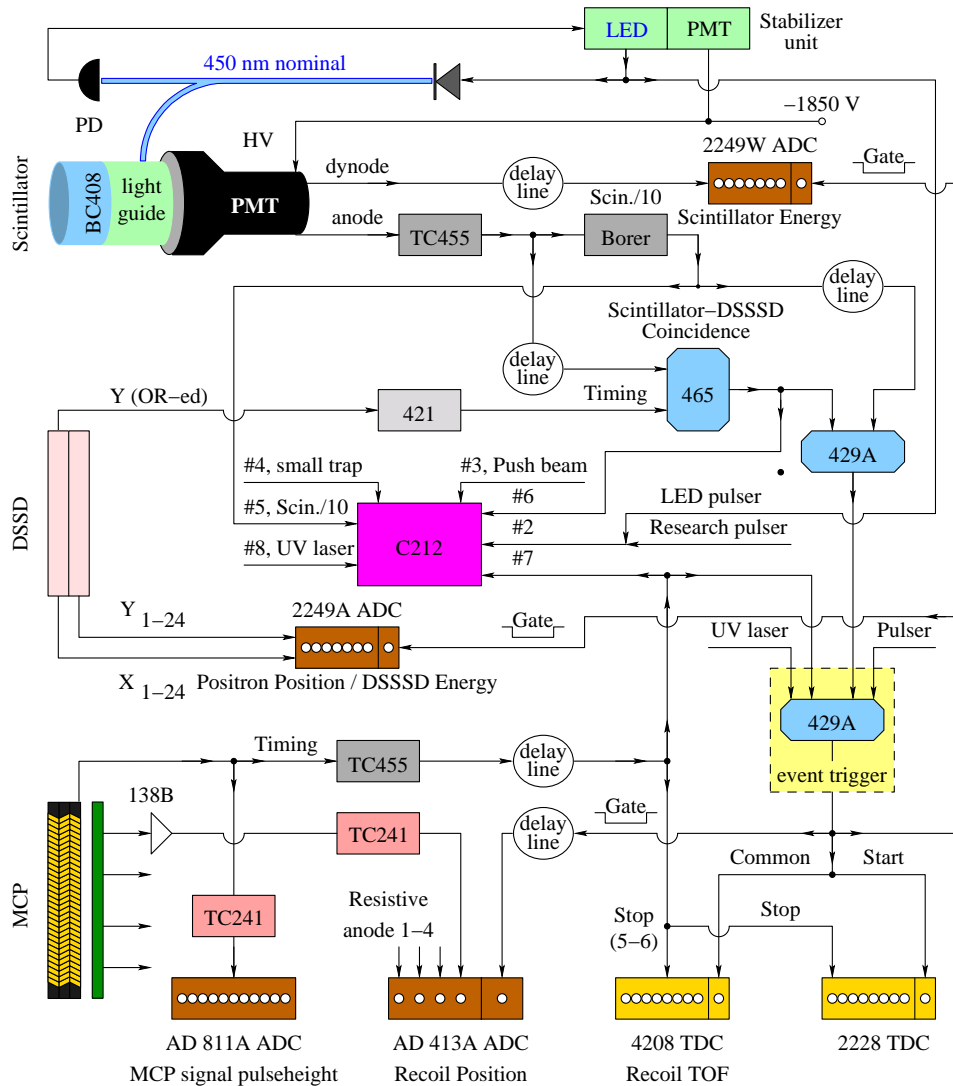 LED
PMT
Stabilizer
unit
450 nm nominal
PD
HV
−1850 V
2249W ADC
Gate
Scintillator
BC408
light
guide
PMT
dynode
delay
line
Scin./10
Scintillator Energy
anode
TC455
Borer
delay
line
Scintillator−DSSSD
Coincidence
delay
line
Y (OR−ed)
421
Timing
465
429A
#4, small trap
#3, Push beam
#6
#5, Scin./10
LED pulser
#2
Research pulser
C212
#8, UV laser
#7
DSSD
Y 1−24
2249A ADC
Gate
UV laser
Pulser
X 1−24
Positron Position / DSSSD Energy
429A
event trigger
Timing
TC455
delay
line
138B
TC241
delay
line
Gate
MCP
Common
Start
TC241
Resistive
anode 1−4
Stop
(5−6)
Stop
AD 811A ADC
AD 413A ADC
4208 TDC
2228 TDC
MCP signal pulseheight
Recoil Position
Recoil TOF